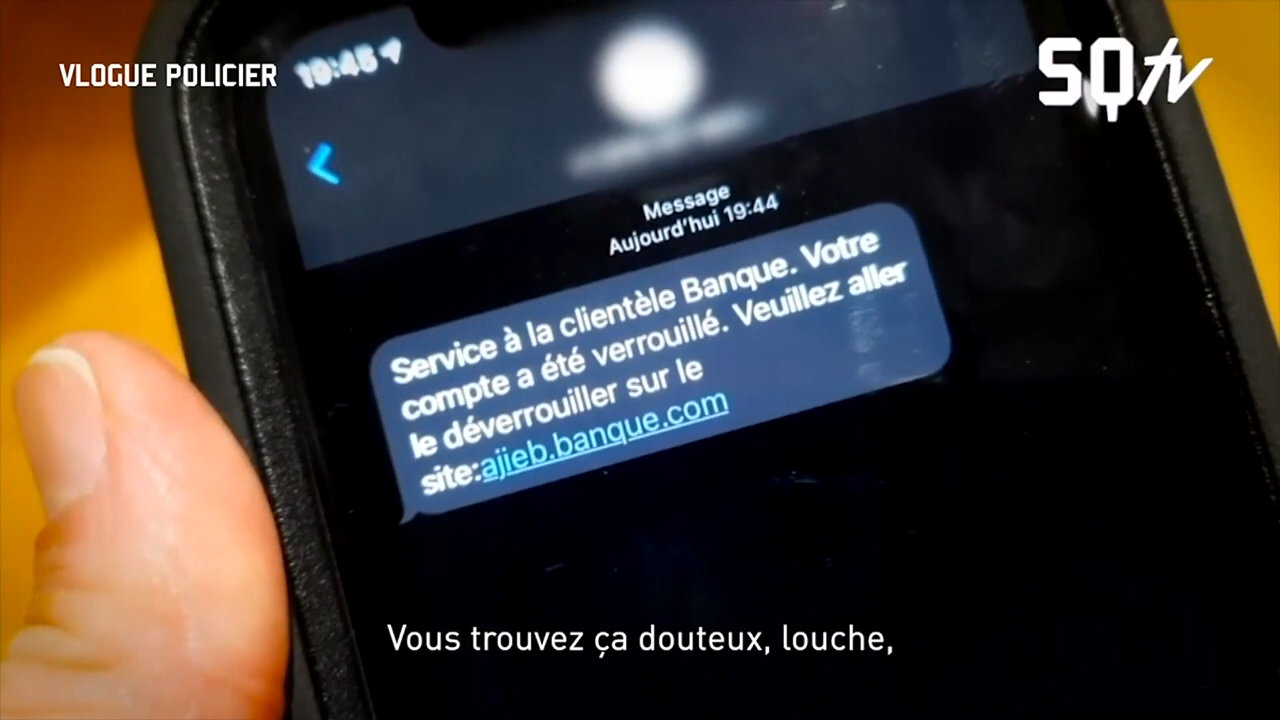 VLOGUE POLICIER
SQtv
19:45
Message
Aujourd'hui 19:44
Service à la clientèle Banque. Votre
compte a été verrouillé. Veuillez aller
le déverrouiller sur le
site:ajieb.banque.com
Vous trouvez ça douteux, louche,